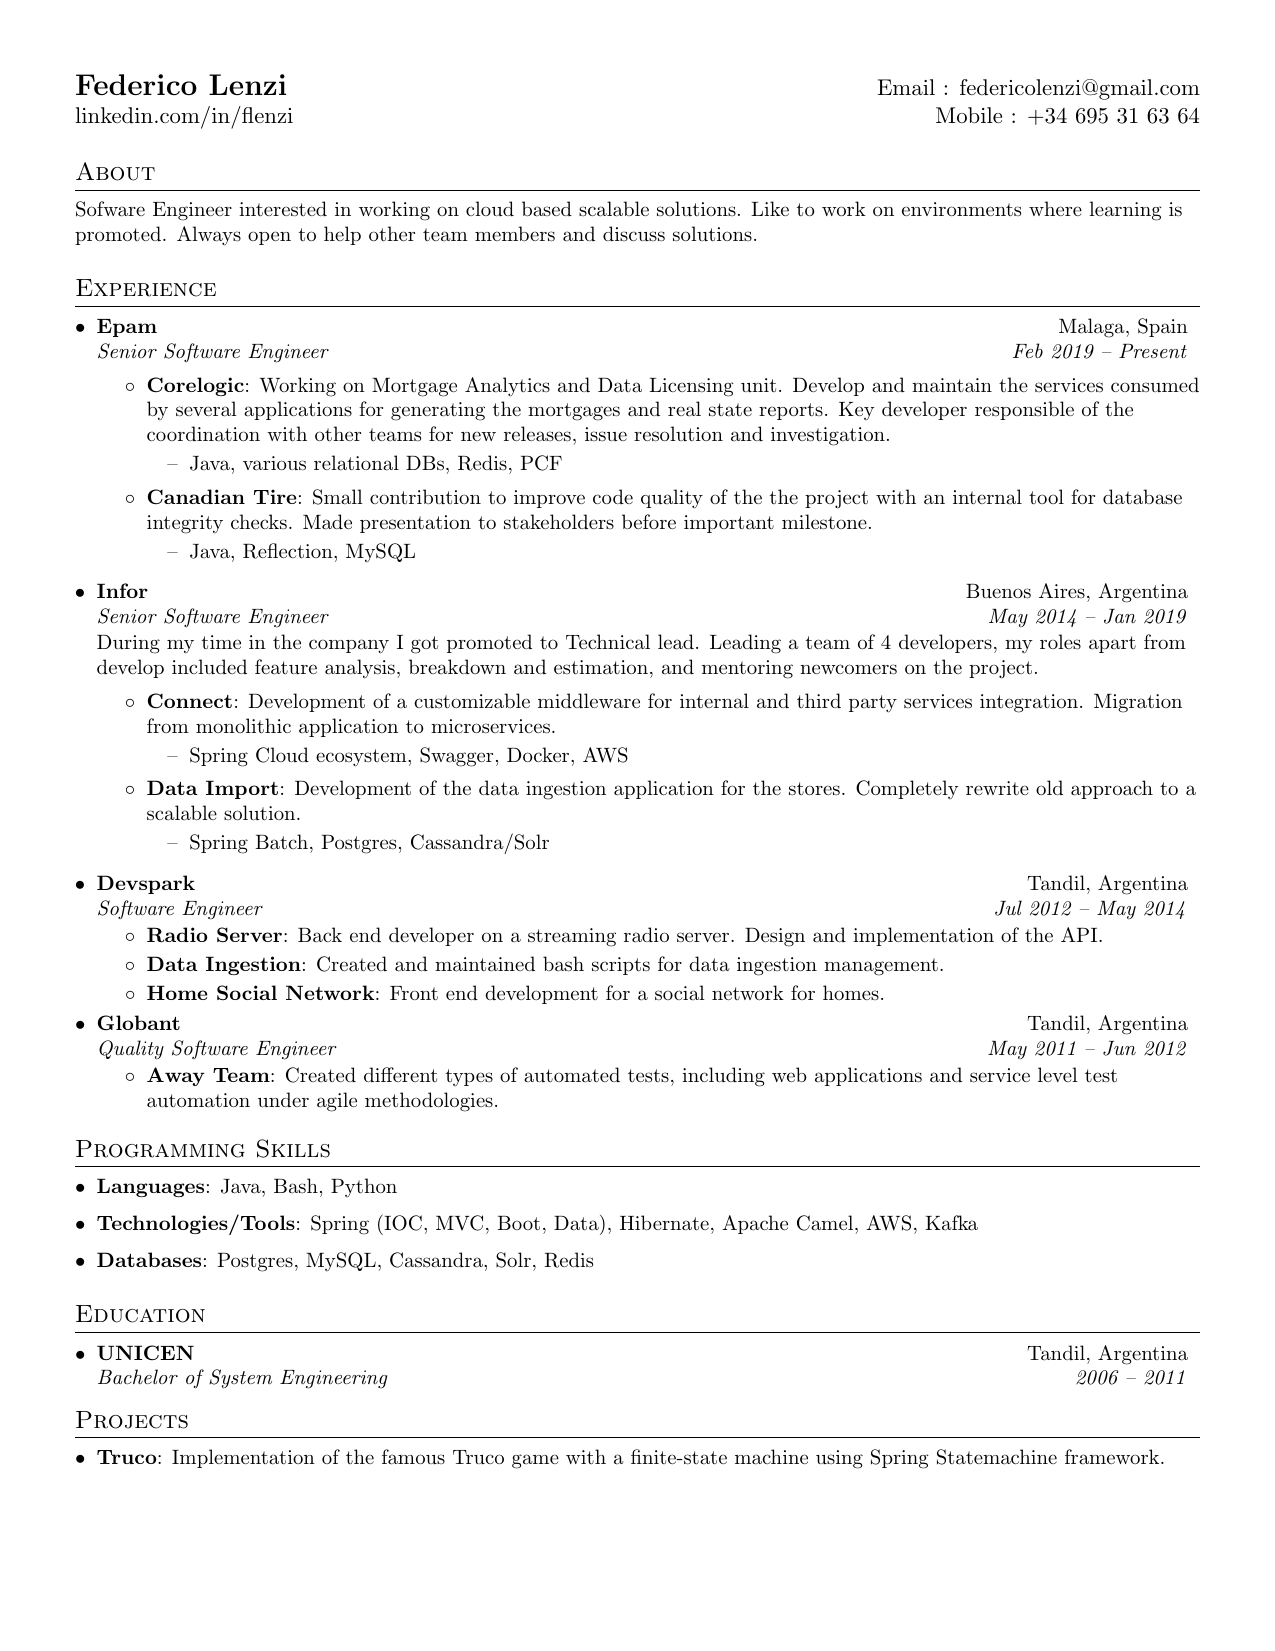 Federico Lenzi Email : federicolenzi@gmail.com
linkedin.com/in/flenzi Mobile : +34 695 31 63 64
About
Sofware Engineer interested in working on cloud based scalable solutions. Like to work on environments where learning is
promoted. Always open to help other team members and discuss solutions.
Experience
• Epam Malaga, Spain
Senior Software Engineer Feb 2019 – Present
◦ Corelogic: Working on Mortgage Analytics and Data Licensing unit. Develop and maintain the services consumed
by several applications for generating the mortgages and real state reports. Key developer responsible of the
coordination with other teams for new releases, issue resolution and investigation.
– Java, various relational DBs, Redis, PCF
◦ Canadian Tire: Small contribution to improve code quality of the the project with an internal tool for database
integrity checks. Made presentation to stakeholders before important milestone.
– Java, Reflection, MySQL
• Infor Buenos Aires, Argentina
Senior Software Engineer May 2014 – Jan 2019
During my time in the company I got promoted to Technical lead. Leading a team of 4 developers, my roles apart from
develop included feature analysis, breakdown and estimation, and mentoring newcomers on the project.
◦ Connect: Development of a customizable middleware for internal and third party services integration. Migration
from monolithic application to microservices.
– Spring Cloud ecosystem, Swagger, Docker, AWS
◦ Data Import: Development of the data ingestion application for the stores. Completely rewrite old approach to a
scalable solution.
– Spring Batch, Postgres, Cassandra/Solr
• Devspark Tandil, Argentina
Software Engineer Jul 2012 – May 2014
◦ Radio Server: Back end developer on a streaming radio server. Design and implementation of the API.
◦ Data Ingestion: Created and maintained bash scripts for data ingestion management.
◦ Home Social Network: Front end development for a social network for homes.
• Globant Tandil, Argentina
Quality Software Engineer May 2011 – Jun 2012
◦ Away Team: Created different types of automated tests, including web applications and service level test
automation under agile methodologies.
Programming Skills
• Languages: Java, Bash, Python
• Technologies/Tools: Spring (IOC, MVC, Boot, Data), Hibernate, Apache Camel, AWS, Kafka
• Databases: Postgres, MySQL, Cassandra, Solr, Redis
Education
• UNICEN Tandil, Argentina
Bachelor of System Engineering 2006 – 2011
Projects
• Truco: Implementation of the famous Truco game with a finite-state machine using Spring Statemachine framework.